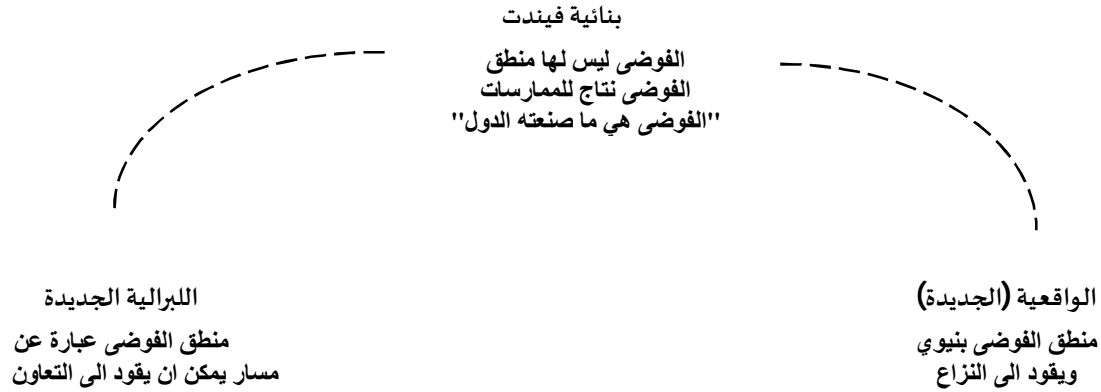 بنائية فيندت
الفوضى ليس لها منطق
الفوضى نتاج للممارسات
"الفوضى هي ما صنعته الدول"
الواقعية (الجديدة)
منطق الفوضى بنيوي
ويقود الى النزاع
اللبرالية الجديدة
منطق الفوضى عبارة عن
مسار يمكن ان يقود الى التعاون